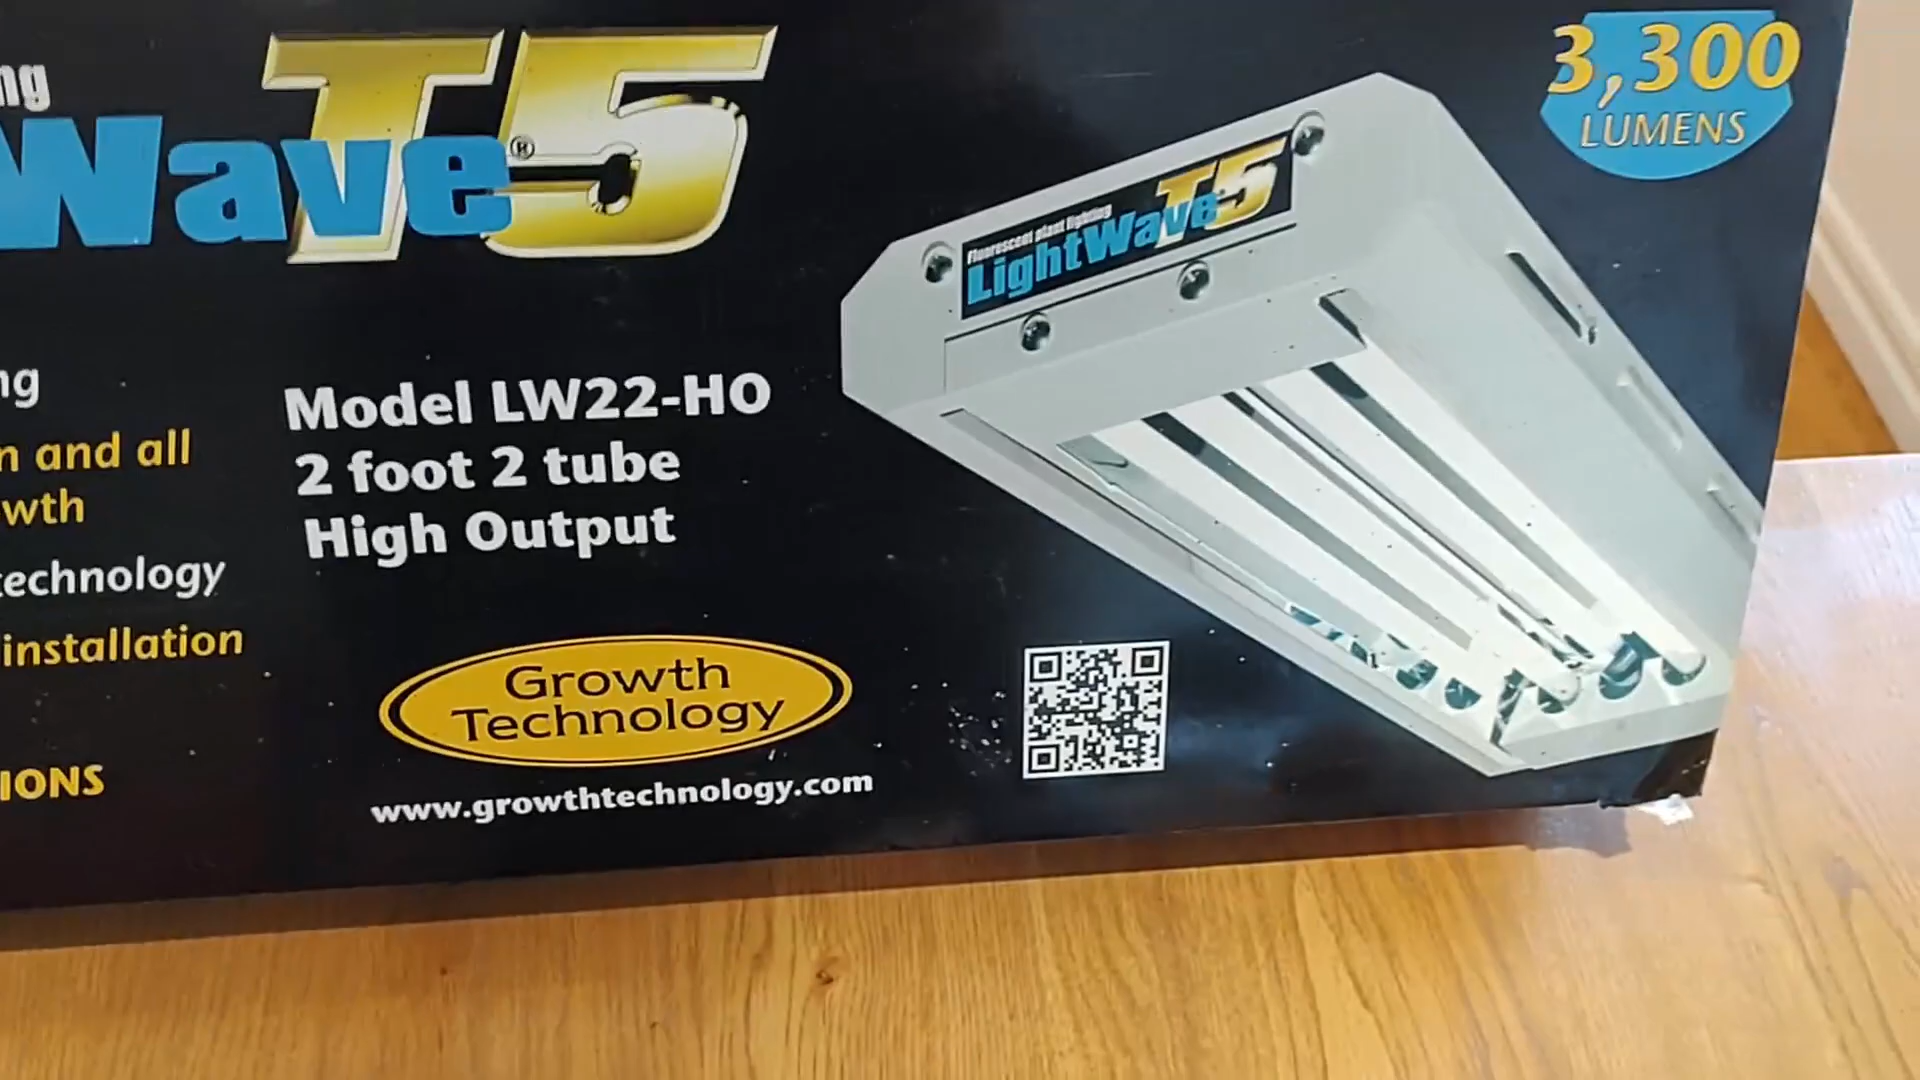 ng
Wave® T5
3,300
LUMENS
fluorescent plant lighting
LightWave T5
ng
n and all
wth
technology
installation
IONS
Model LW22-HO
2 foot 2 tube
High Output
Growth
Technology
www.growthtechnology.com